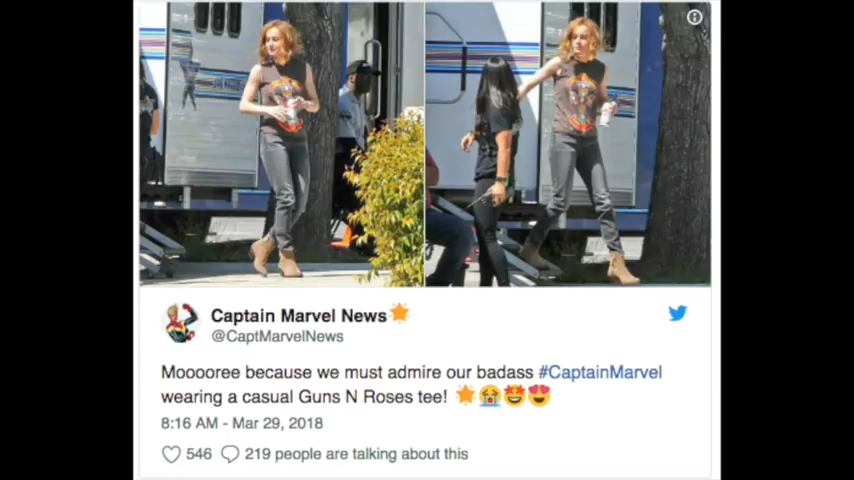 Captain Marvel News🌟
@CaptMarvelNews
Mooooree because we must admire our badass #CaptainMarvel
wearing a casual Guns N Roses tee! 🌟😭🤩😍
8:16 AM - Mar 29, 2018
546 219 people are talking about this